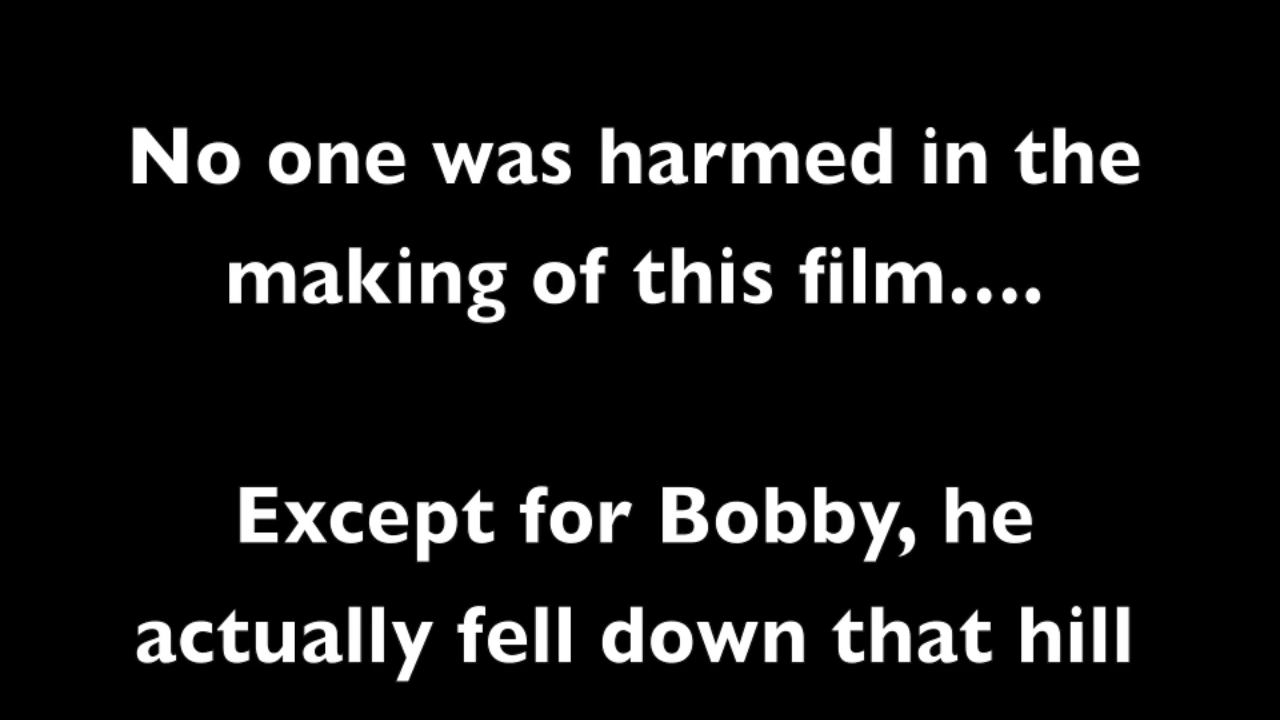 No one was harmed in the
making of this film....
Except for Bobby, he
actually fell down that hill